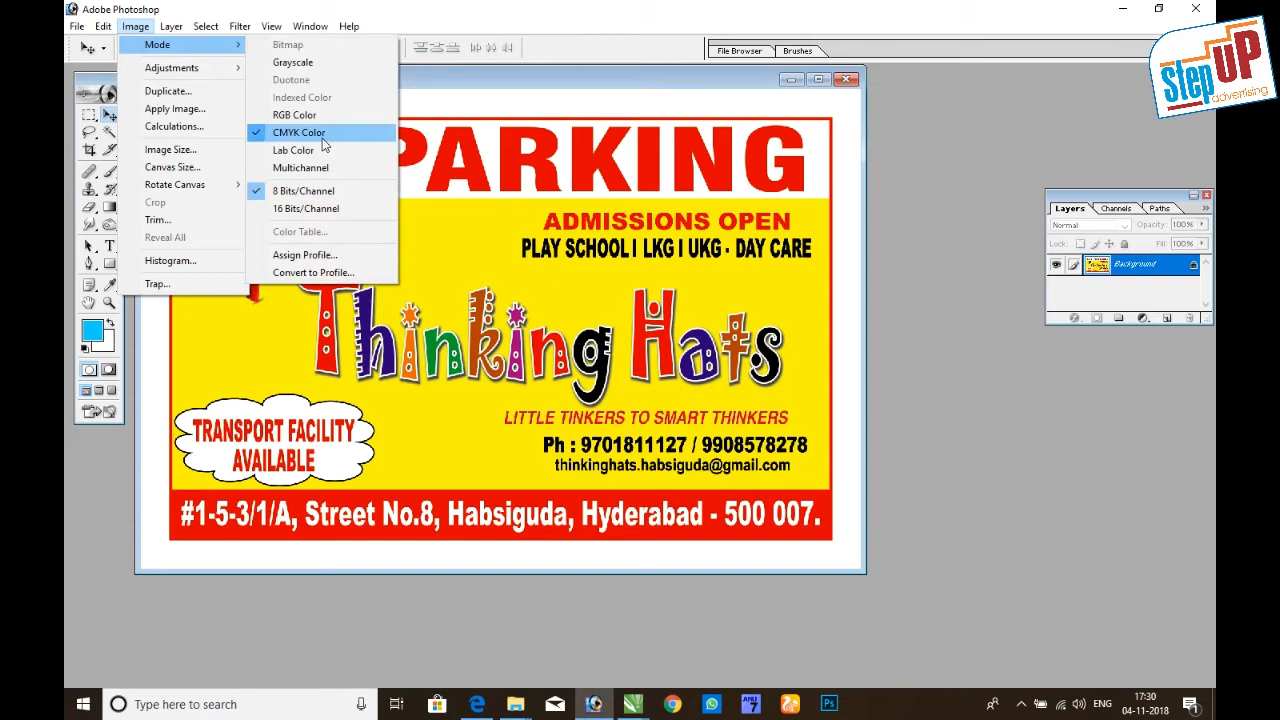 Adobe Photoshop
File Edit Image Layer Select Filter View Window Help
StepUP
advertising
File Browser Brushes
Mode
Adjustments
Duplicate...
Apply Image...
Calculations...
Image Size...
Canvas Size...
Rotate Canvas
Crop
Trim...
Reveal All
Histogram...
Trap...
Bitmap
Grayscale
Duotone
Indexed Color
RGB Color
CMYK Color
Lab Color
Multichannel
8 Bits/Channel
16 Bits/Channel
Color Table...
Assign Profile...
Convert to Profile...
PARKING
ADMISSIONS OPEN
PLAY SCHOOL I LKG I UKG - DAY CARE
Thinking Hats
LITTLE TINKERS TO SMART THINKERS
TRANSPORT FACILITY
AVAILABLE
Ph : 9701811127 / 9908578278
thinkinghats.habsiguda@gmail.com
#1-5-3/1/A, Street No.8, Habsiguda, Hyderabad - 500 007.
Layers Channels Paths
Normal Opacity: 100%
Lock: Fill: 100%
Background
Type here to search
ANU
7
Ps
ENG
17:30
04-11-2018